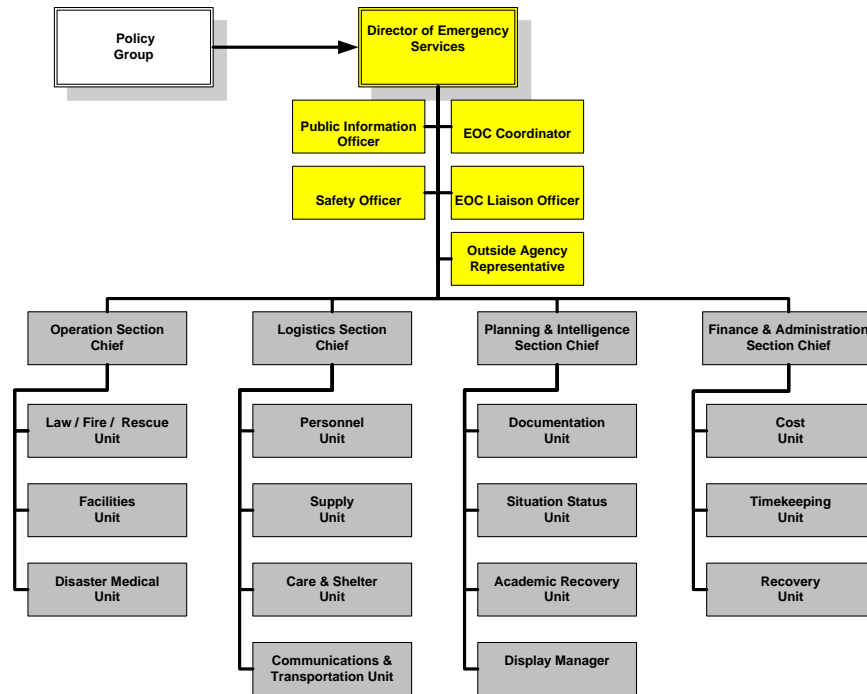 Policy
Group
Director of Emergency
Services
Public Information
Officer
EOC Coordinator
Safety Officer
EOC Liaison Officer
Outside Agency
Representative
Operation Section
Chief
Logistics Section
Chief
Planning & Intelligence
Section Chief
Finance & Administration
Section Chief
Law / Fire / Rescue
Unit
Personnel
Unit
Documentation
Unit
Cost
Unit
Facilities
Unit
Supply
Unit
Situation Status
Unit
Timekeeping
Unit
Disaster Medical
Unit
Care & Shelter
Unit
Academic Recovery
Unit
Recovery
Unit
Communications &
Transportation Unit
Display Manager